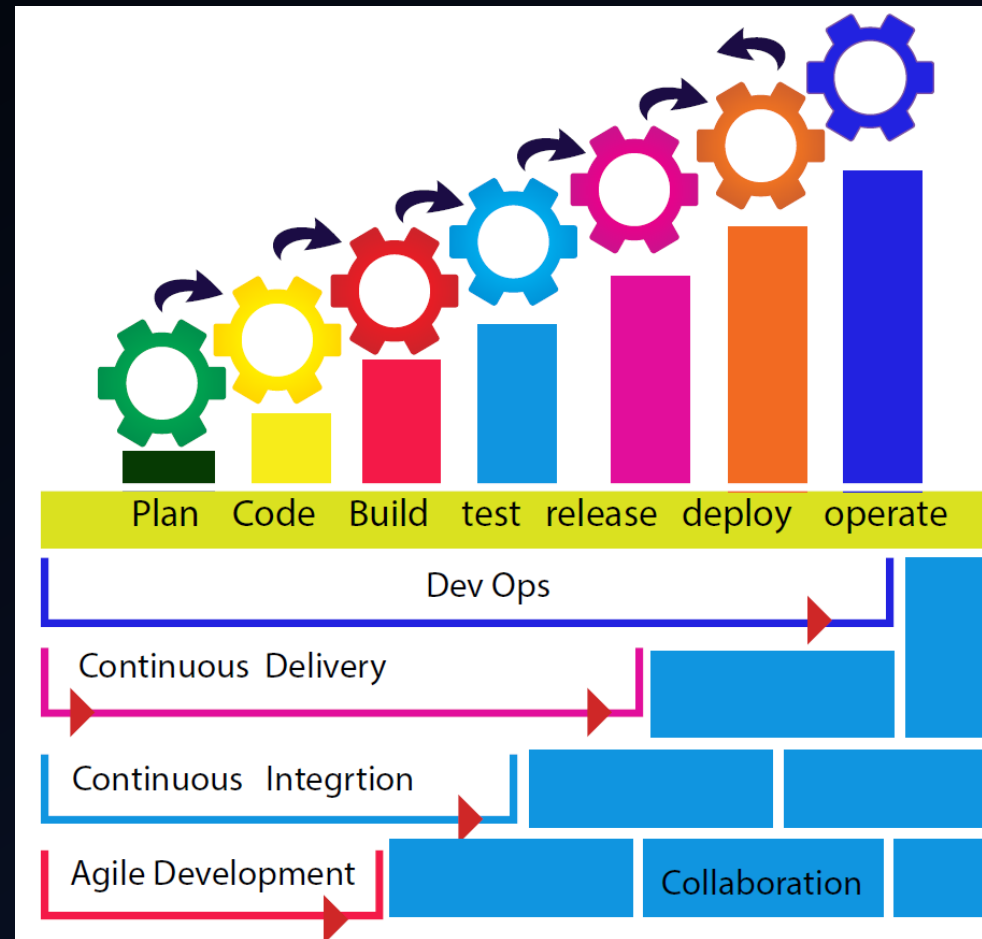 Plan Code Build test release deploy operate
Dev Ops
Continuous Delivery
Continuous Integrtion
Agile Development
Collaboration